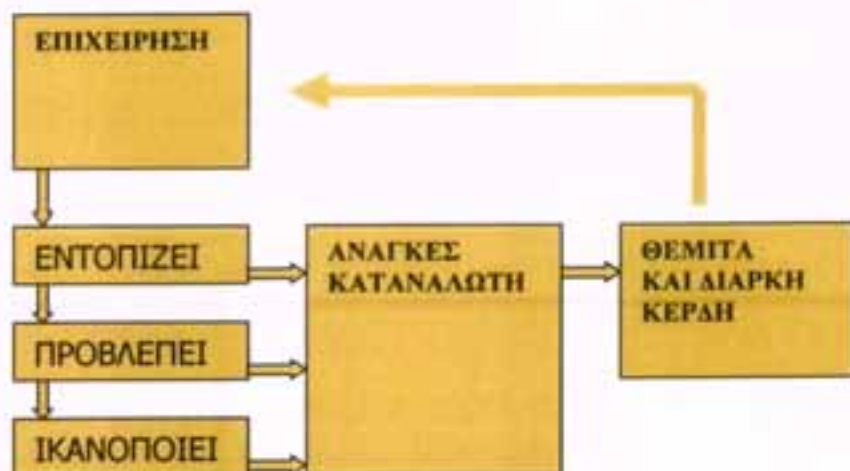 ΕΠΙΧΕΙΡΗΣΗ
ΕΝΤΟΠΙΖΕΙ
ΠΡΟΒΛΕΠΕΙ
ΙΚΑΝΟΠΟΙΕΙ
ΑΝΑΓΚΕΣ
ΚΑΤΑΝΑΛΩΤΗ
ΘΕΜΙΤΑ
ΚΑΙ ΔΙΑΡΚΗ
ΚΕΡΔΗ